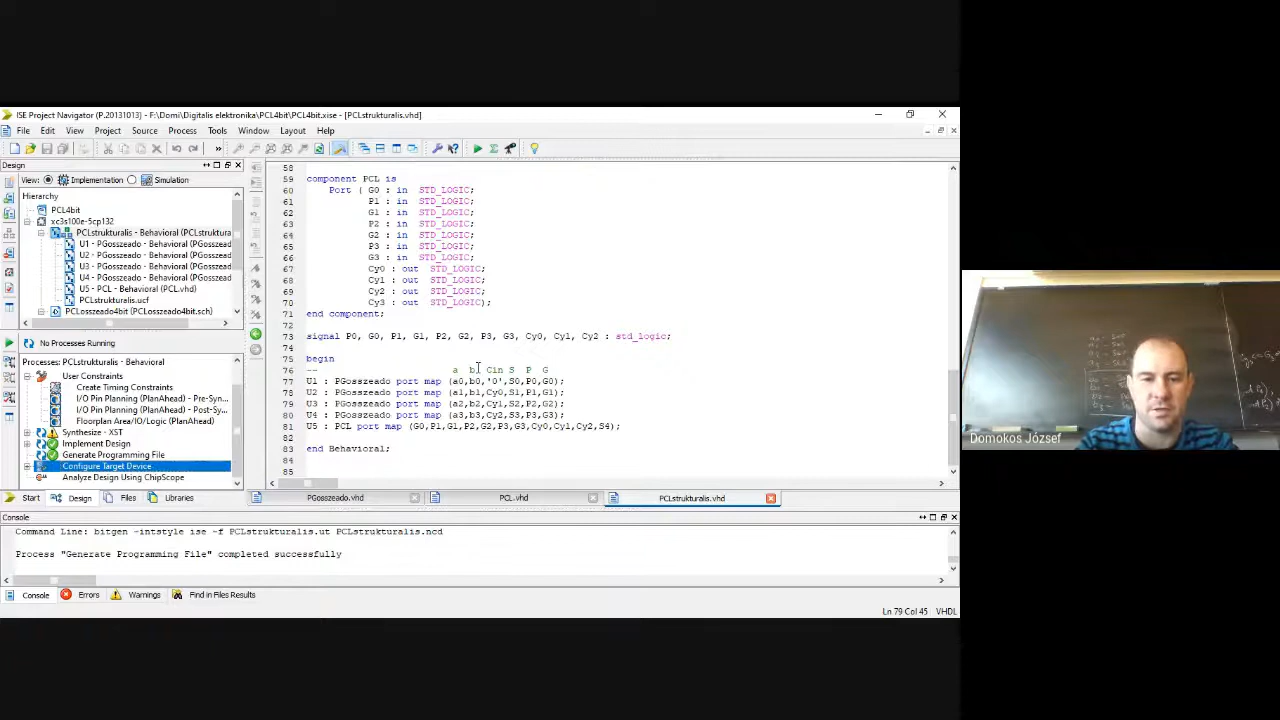 ISE Project Navigator (P.20131013) - F:\Domi\Digitalis elektronika\PCL4bit\PCL4bit.xise - [PCLstrukturalis.vhd]
File Edit View Project Source Process Tools Window Layout Help
Design
View: Implementation Simulation
Hierarchy
PCL4bit
xc3s100e-5cp132
PCLstrukturalis - Behavioral (PCLstruktura
U1 - PGosszeado - Behavioral (PGosszead
U2 - PGosszeado - Behavioral (PGosszead
U3 - PGosszeado - Behavioral (PGosszead
U4 - PGosszeado - Behavioral (PGosszead
U5 - PCL - Behavioral (PCL.vhd)
PCLstrukturalis.ucf
PCLosszeado4bit (PCLosszeado4bit.sch)
No Processes Running
Processes: PCLstrukturalis - Behavioral
User Constraints
Create Timing Constraints
I/O Pin Planning (PlanAhead) - Pre-Syn...
I/O Pin Planning (PlanAhead) - Post-Sy...
Floorplan Area/IO/Logic (PlanAhead)
Synthesize - XST
Implement Design
Generate Programming File
Configure Target Device
Analyze Design Using ChipScope
Start Design Files Libraries
58
59 component PCL is
60 Port ( G0 : in STD_LOGIC;
61 P1 : in STD_LOGIC;
62 G1 : in STD_LOGIC;
63 P2 : in STD_LOGIC;
64 G2 : in STD_LOGIC;
65 P3 : in STD_LOGIC;
66 G3 : in STD_LOGIC;
67 Cy0 : out STD_LOGIC;
68 Cy1 : out STD_LOGIC;
69 Cy2 : out STD_LOGIC;
70 Cy3 : out STD_LOGIC);
71 end component;
72
73 signal P0, G0, P1, G1, P2, G2, P3, G3, Cy0, Cy1, Cy2 : std_logic;
74
75 begin
76 -- a b Cin S P G
77 U1 : PGosszeado port map (a0,b0,'0',S0,P0,G0);
78 U2 : PGosszeado port map (a1,b1,Cy0,S1,P1,G1);
79 U3 : PGosszeado port map (a2,b2,Cy1,S2,P2,G2);
80 U4 : PGosszeado port map (a3,b3,Cy2,S3,P3,G3);
81 U5 : PCL port map (G0,P1,G1,P2,G2,P3,G3,Cy0,Cy1,Cy2,S4);
82
83 end Behavioral;
84
85
PGosszeado.vhd PCL.vhd PCLstrukturalis.vhd
Console
Command Line: bitgen -intstyle ise -f PCLstrukturalis.ut PCLstrukturalis.ncd
Process "Generate Programming File" completed successfully
Console Errors Warnings Find in Files Results
Ln 79 Col 45 VHDL
Domokos József